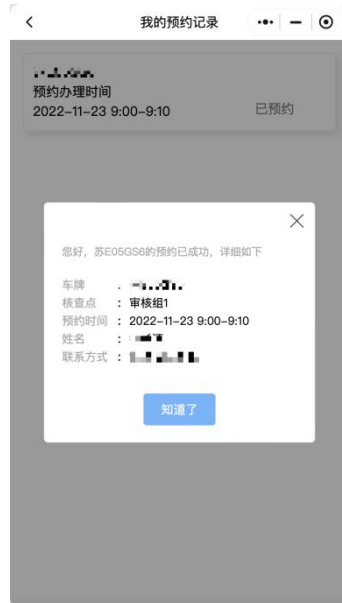 我的预约记录
预约办理时间
2022-11-23 9:00-9:10 已预约
您好，苏E05GS6的预约已成功，详细如下
车牌
核查点 ： 审核组1
预约时间 ： 2022-11-23 9:00-9:10
姓名 ：
联系方式 ：
知道了